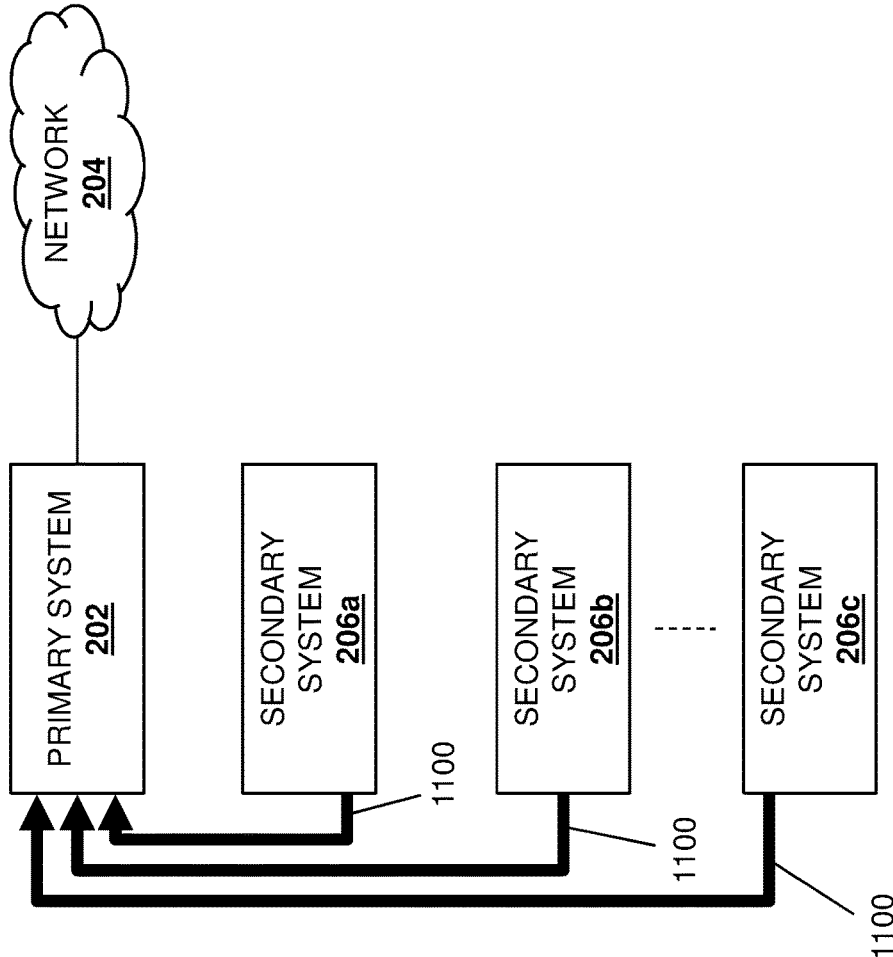 NETWORK
204
PRIMARY SYSTEM
202
SECONDARY
SYSTEM
206a
SECONDARY
SYSTEM
206b
SECONDARY
SYSTEM
206c
1100
1100
1100